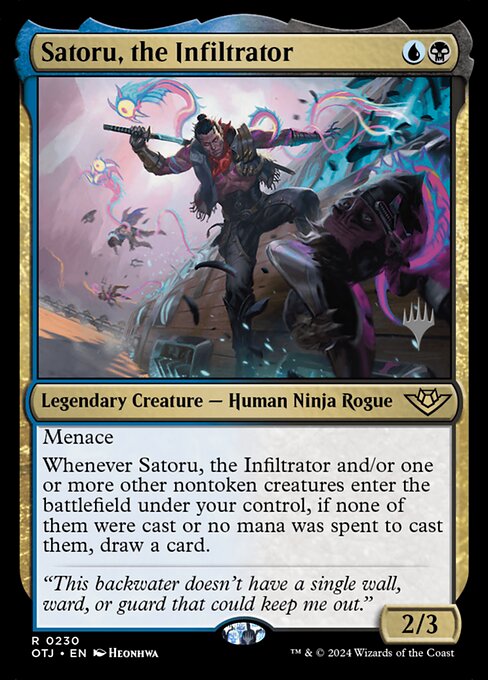 Satoru, the Infiltrator
Legendary Creature — Human Ninja Rogue
Menace
Whenever Satoru, the Infiltrator and/or one
or more other nontoken creatures enter the
battlefield under your control, if none of
them were cast or no mana was spent to cast
them, draw a card.
“This backwater doesn’t have a single wall,
ward, or guard that could keep me out.”
2/3
R 0230
OTJ • EN Heonhwa
™ & © 2024 Wizards of the Coast